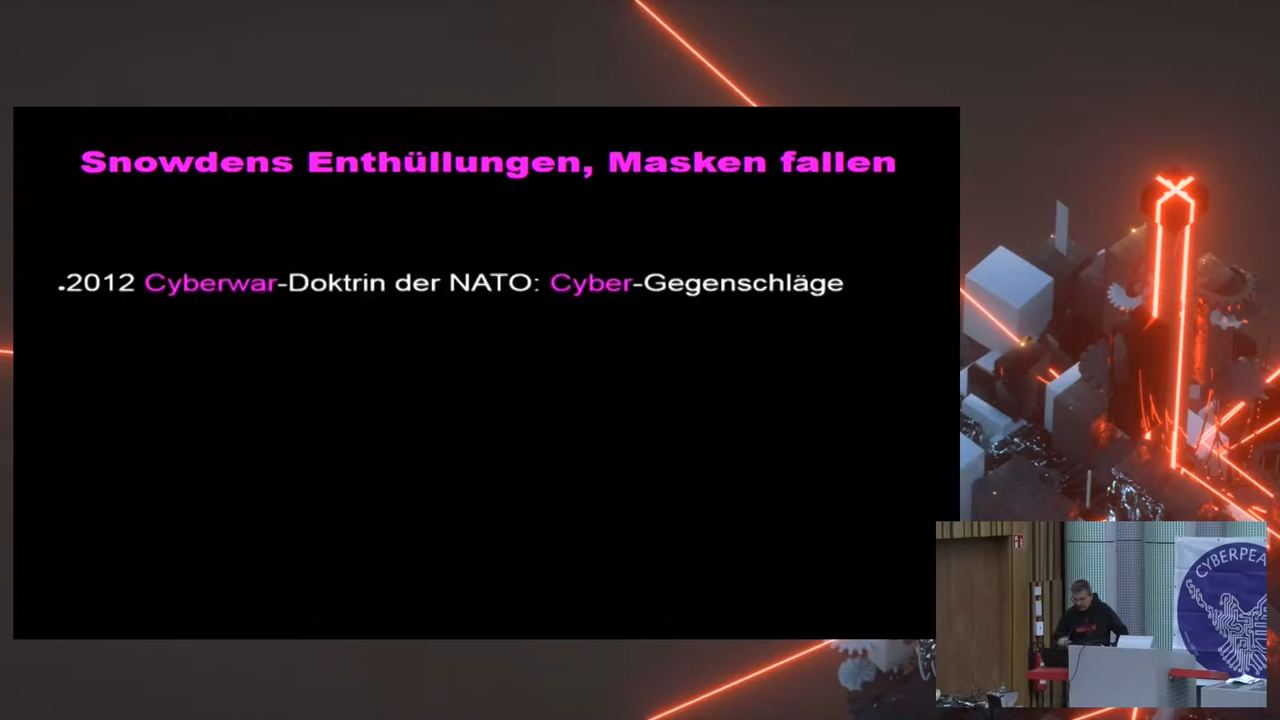 Snowdens Enthüllungen, Masken fallen
.2012 Cyberwar-Doktrin der NATO: Cyber-Gegenschläge